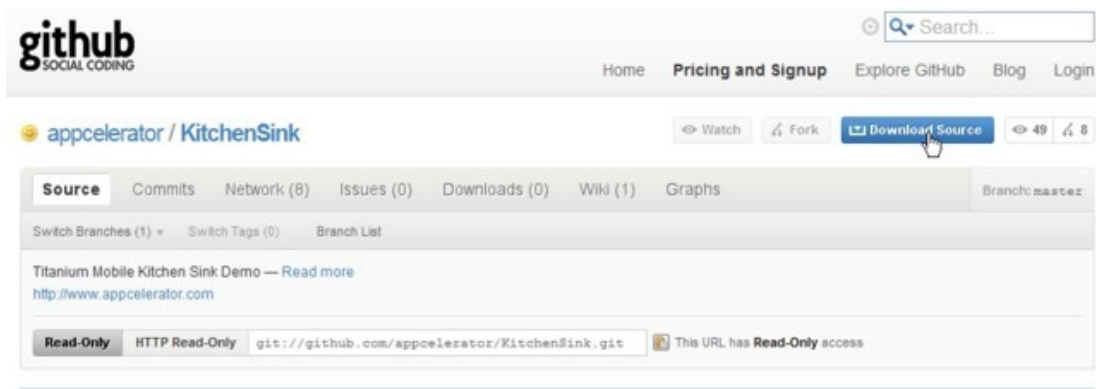 github
SOCIAL CODING
Search...
Home Pricing and Signup Explore GitHub Blog Login
appcelerator / KitchenSink
Watch Fork Download Source 49 8
Source Commits Network (8) Issues (0) Downloads (0) Wiki (1) Graphs Branch: master
Switch Branches (1) Switch Tags (0) Branch List
Titanium Mobile Kitchen Sink Demo — Read more
http://www.appcelerator.com
Read-Only HTTP Read-Only git://github.com/appcelerator/KitchenSink.git This URL has Read-Only access